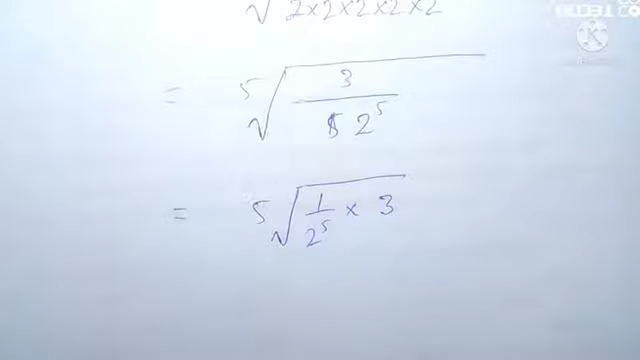 √2×2×2×2×2
= ⁵√(3/2⁵)
= ⁵√(1/2⁵ × 3)